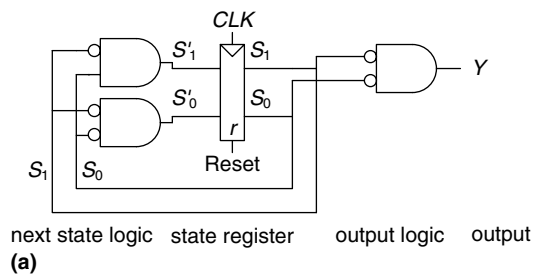 CLK
S'1 S1
S'0 S0
Y
r
Reset
S1 S0
next state logic state register output logic output
(a)